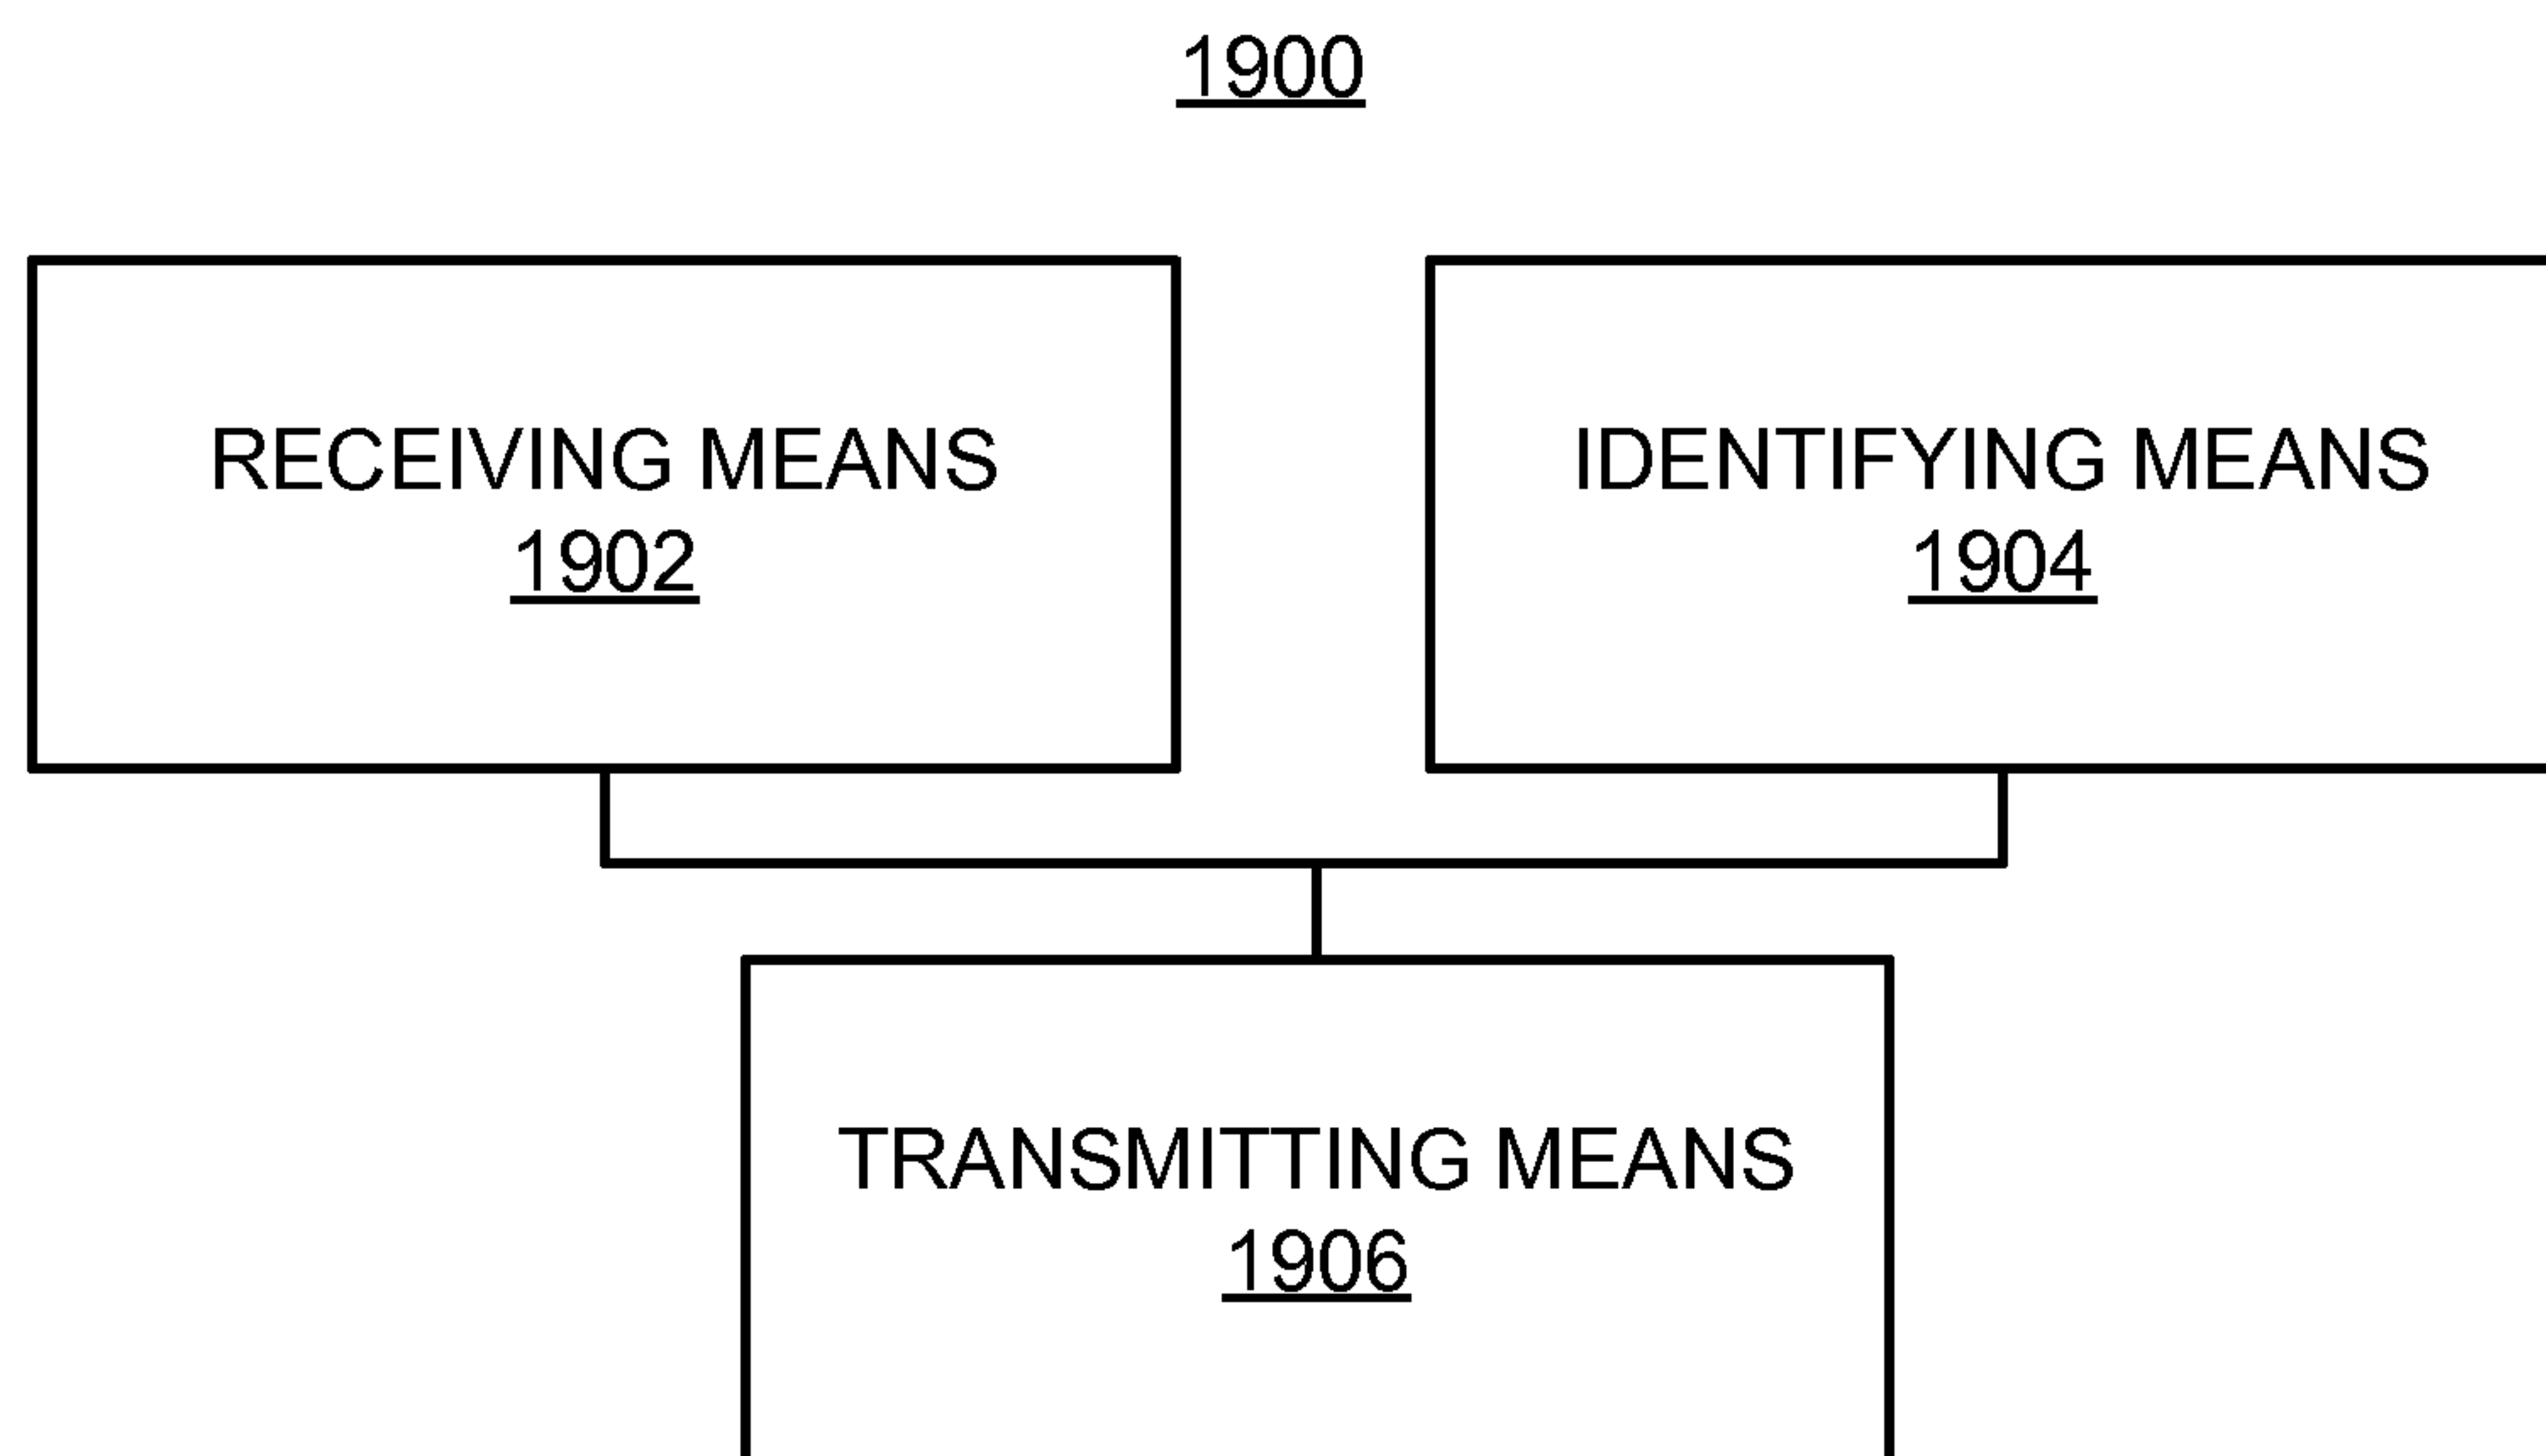 1900
RECEIVING MEANS
1902
IDENTIFYING MEANS
1904
TRANSMITTING MEANS
1906